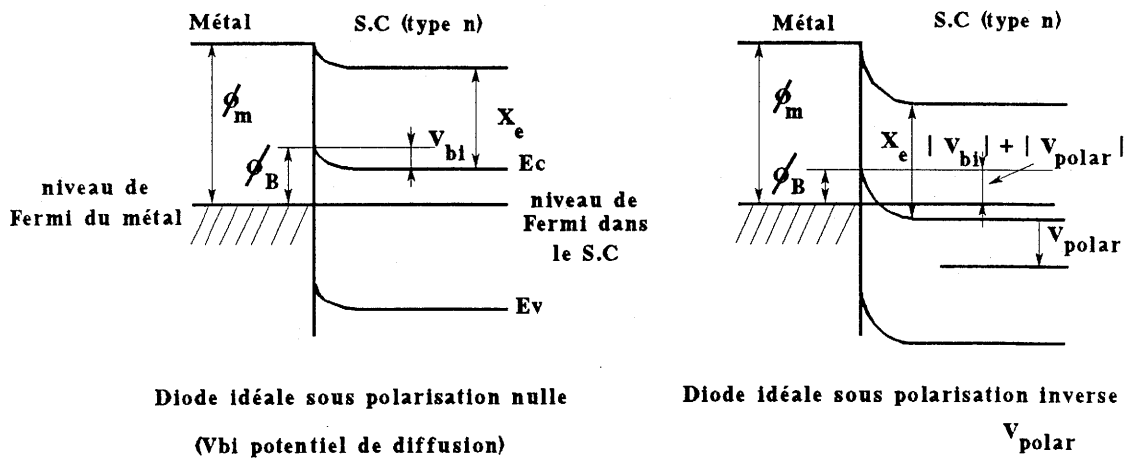 Métal
S.C (type n)
ϕm
Xe
Vbi
ϕB
Ec
niveau de
Fermi du métal
niveau de
Fermi dans
le S.C
Ev
Diode idéale sous polarisation nulle
(Vbi potentiel de diffusion)
Métal
S.C (type n)
ϕm
Xe
| Vbi | + | Vpolar |
ϕB
Vpolar
Diode idéale sous polarisation inverse
Vpolar